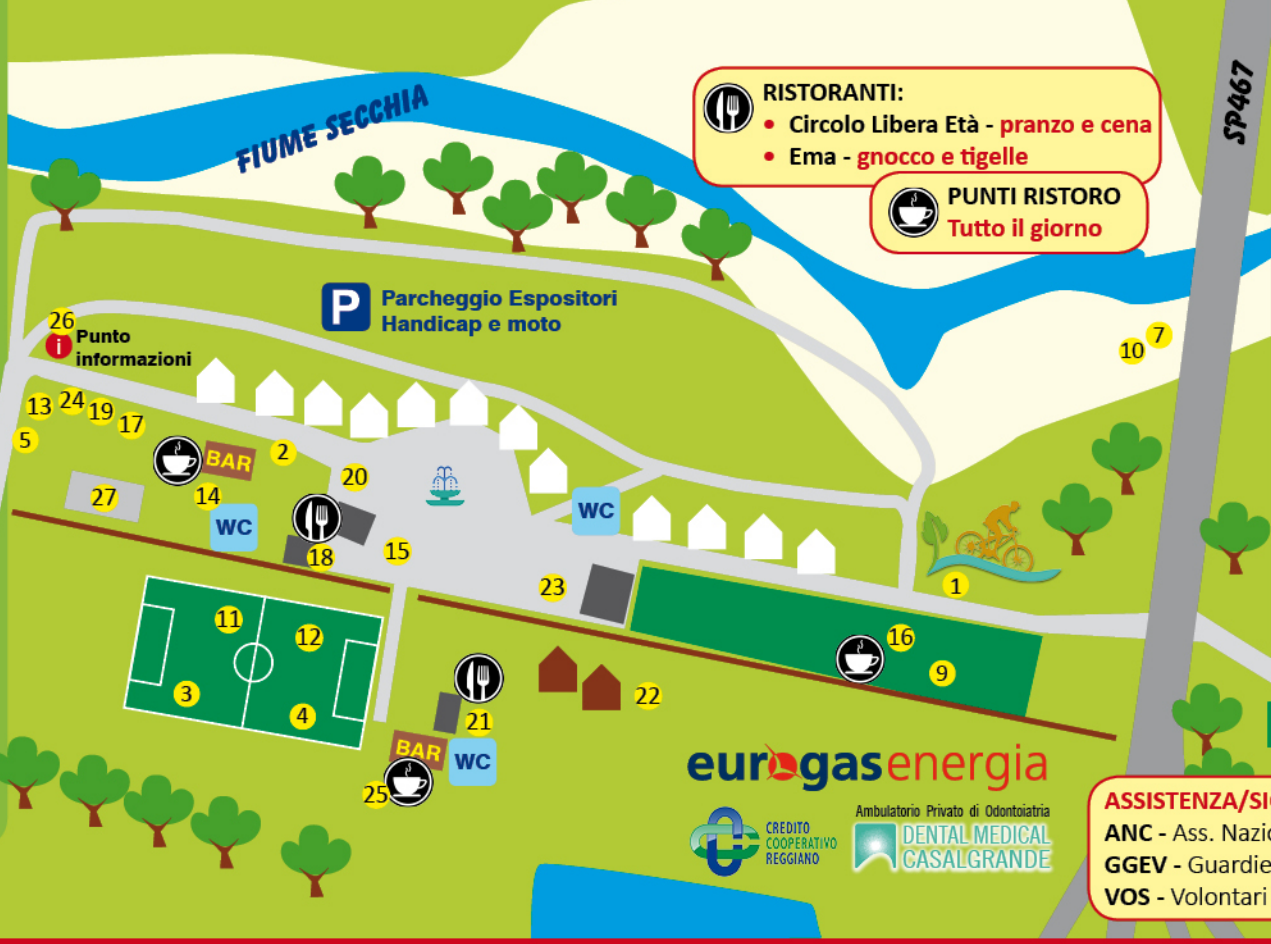 FIUME SECCHIA
SP467
RISTORANTI:
• Circolo Libera Età - pranzo e cena
• Ema - gnocco e tigelle
PUNTI RISTORO
Tutto il giorno
P
Parcheggio Espositori
Handicap e moto
26
i
Punto
informazioni
7
10
13
24
19
17
5
2
BAR
20
14
27
WC
WC
18
15
23
1
11
12
16
9
3
4
21
22
BAR
WC
25
eurogasenergia
CREDITO
COOPERATIVO
REGGIANO
Ambulatorio Privato di Odontoiatria
DENTAL MEDICAL
CASALGRANDE
ASSISTENZA/SI
ANC - Ass. Nazio
GGEV - Guardie
VOS - Volontari